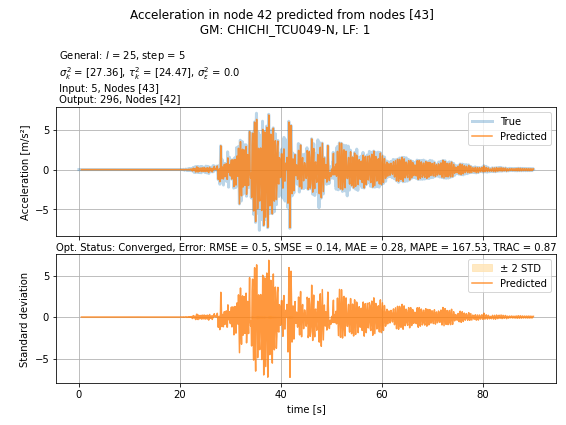 Acceleration in node 42 predicted from nodes [43]
GM: CHICHI_TCU049-N, LF: 1
General: l = 25, step = 5
σ²ₖ = [27.36], τ²ₖ = [24.47], σ²ε = 0.0
Input: 5, Nodes [43]
Output: 296, Nodes [42]
True
Predicted
Acceleration [m/s²]
5
0
−5
Opt. Status: Converged, Error: RMSE = 0.5, SMSE = 0.14, MAE = 0.28, MAPE = 167.53, TRAC = 0.87
± 2 STD
Predicted
Standard deviation
5
0
−5
0 20 40 60 80
time [s]